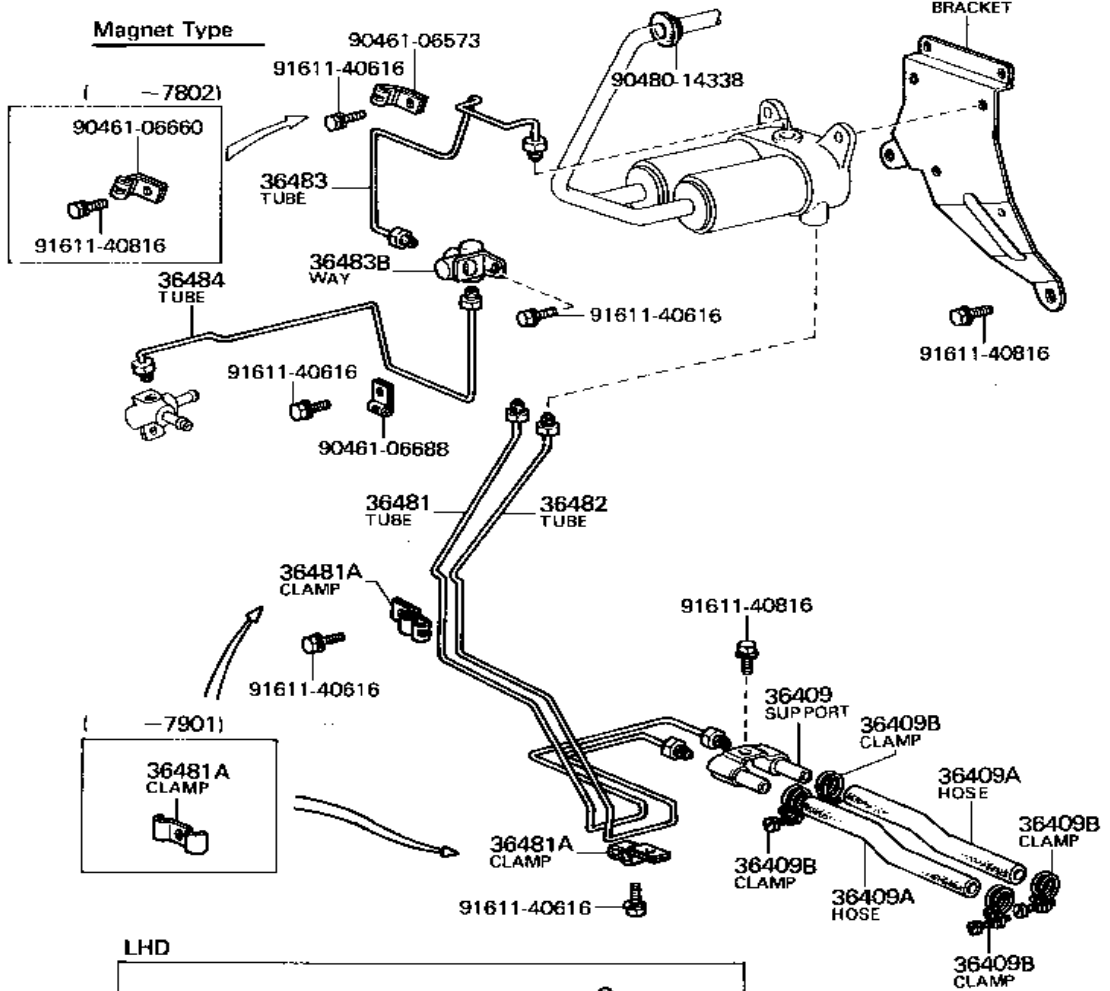 BRACKET
Magnet Type
90461-06573
91611-40616
90480-14338
( -7802)
90461-06660
91611-40816
36483
TUBE
36483B
WAY
91611-40616
36484
TUBE
91611-40816
91611-40616
90461-06688
36481
TUBE
36482
TUBE
36481A
CLAMP
91611-40816
91611-40616
36409
SUPPORT
36409B
CLAMP
( -7901)
36481A
CLAMP
36409A
HOSE
36409B
CLAMP
36481A
CLAMP
36409B
CLAMP
36409A
HOSE
91611-40616
LHD
36409B
CLAMP